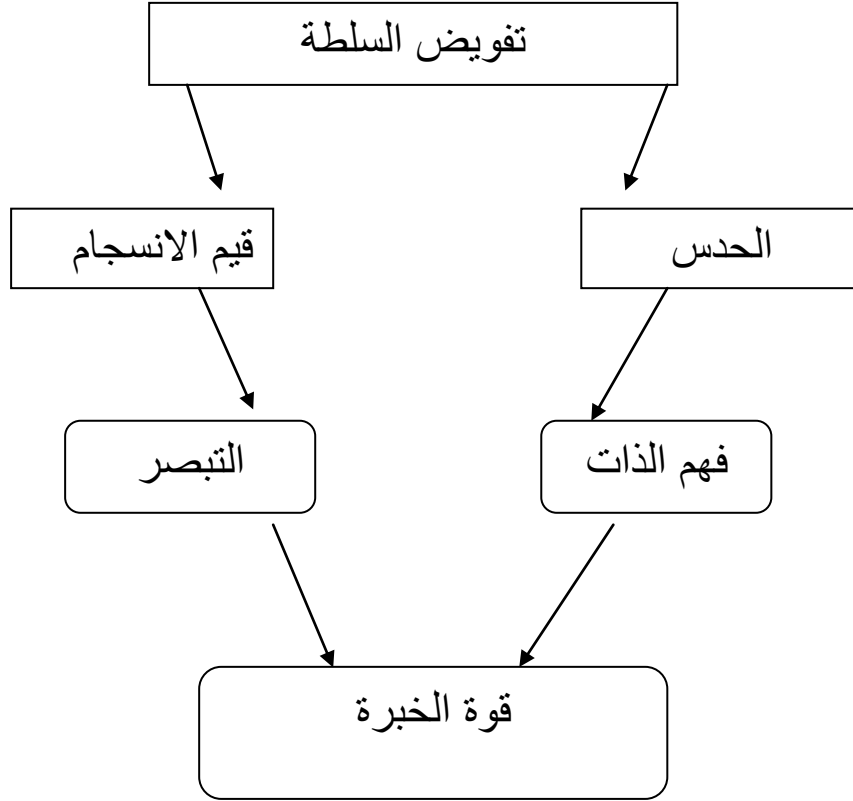 تفويض السلطة
الحدس
قيم الانسجام
فهم الذات
التبصر
قوة الخبرة